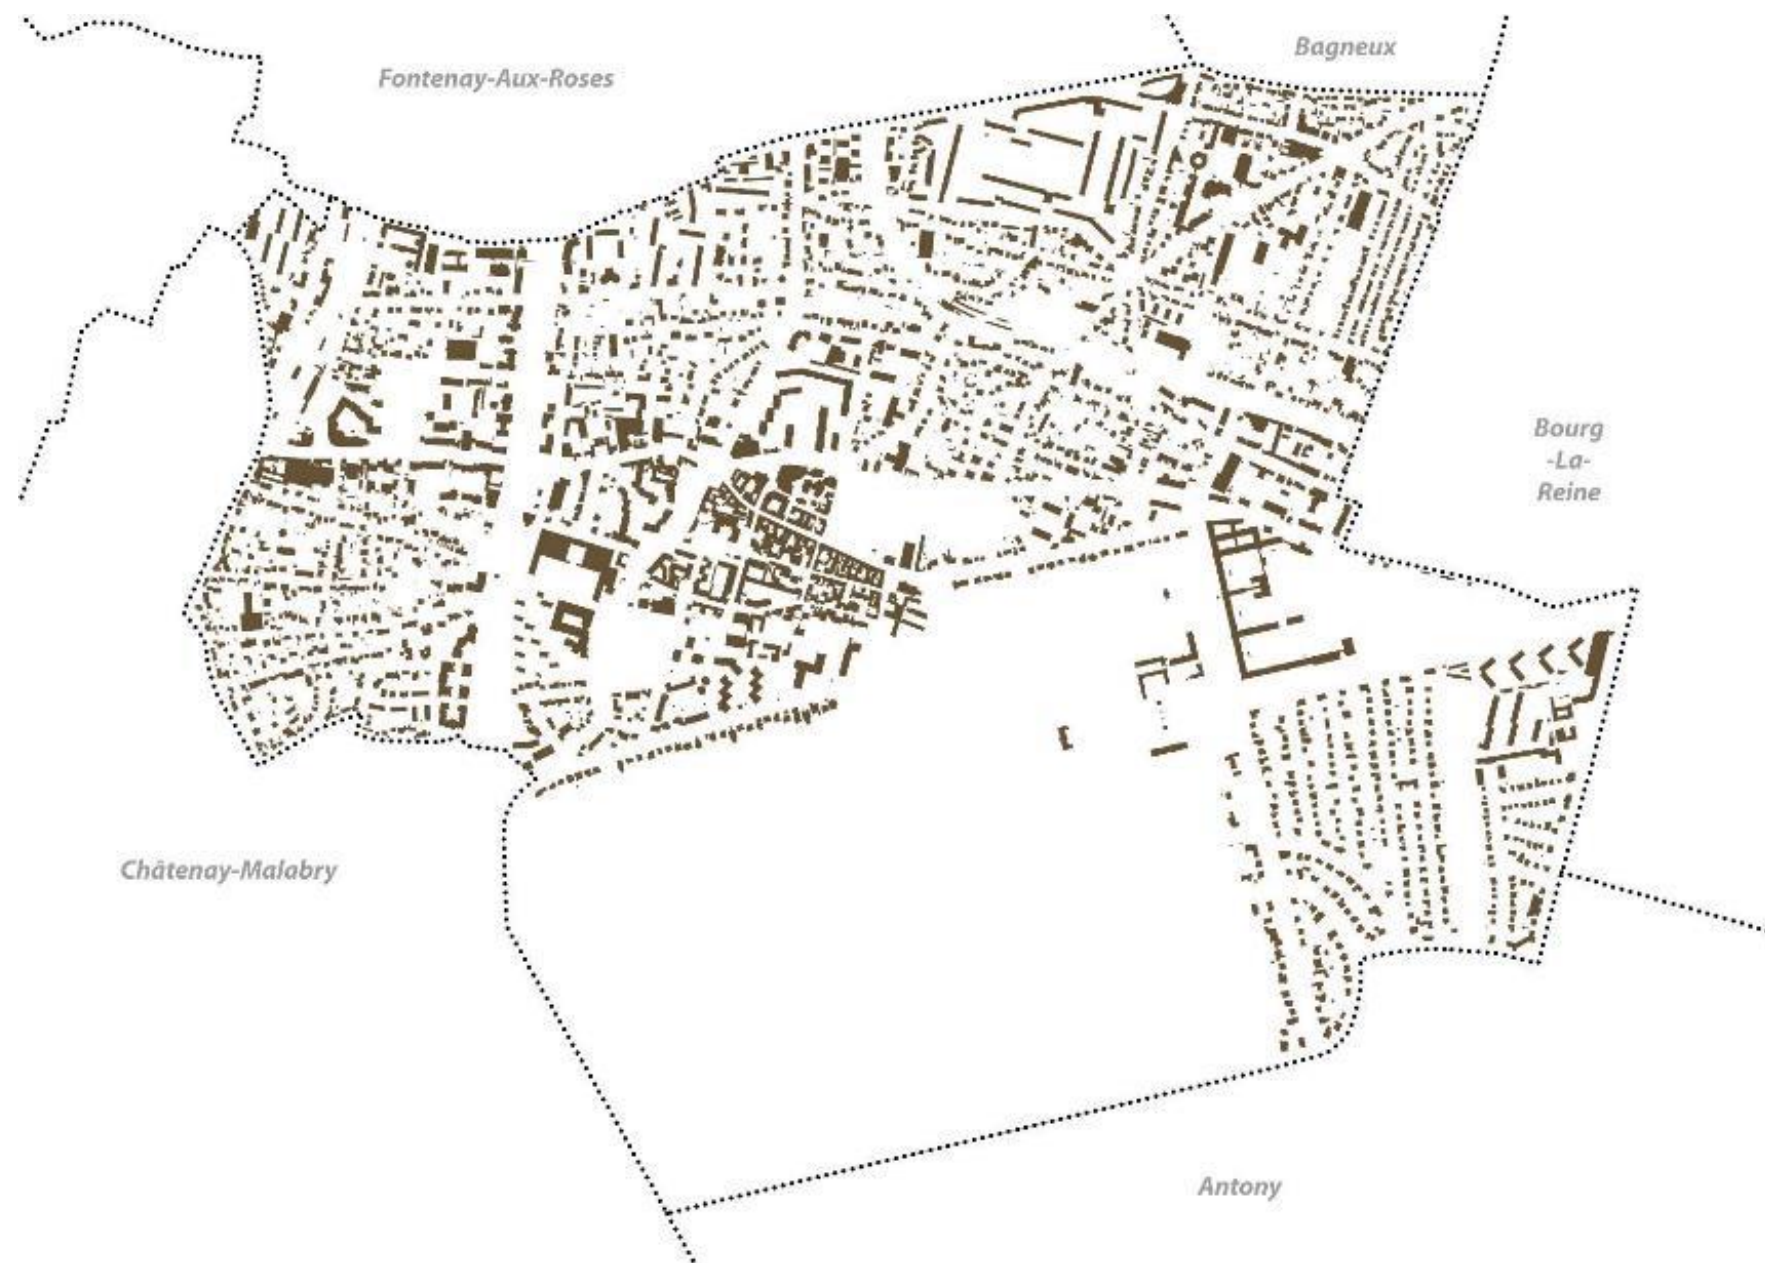 Bagneux
Fontenay-Aux-Roses
Bourg
-La-
Reine
Châtenay-Malabry
Antony